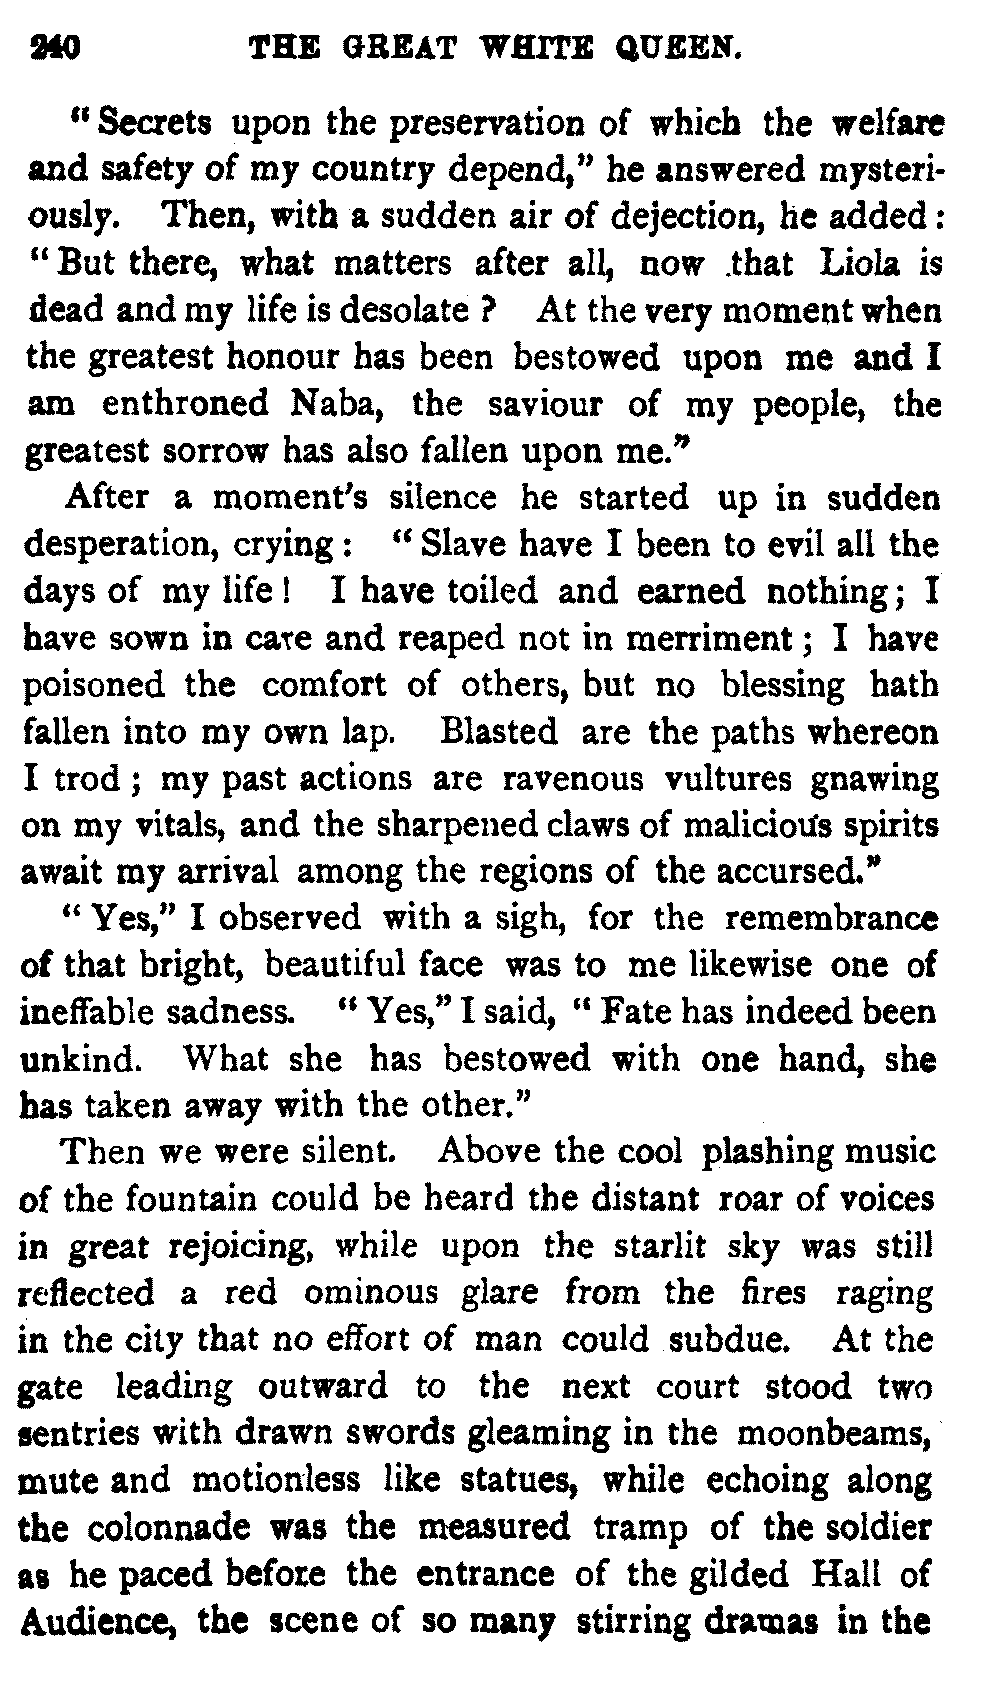 240 THE GREAT WHITE QUEEN.
“Secrets upon the preservation of which the welfare
and safety of my country depend,” he answered mysteri-
ously. Then, with a sudden air of dejection, he added:
“But there, what matters after all, now .that Liola is
dead and my life is desolate? At the very moment when
the greatest honour has been bestowed upon me and I
am enthroned Naba, the saviour of my people, the
greatest sorrow has also fallen upon me.”
After a moment's silence he started up in sudden
desperation, crying: “Slave have I been to evil all the
days of my life! I have toiled and earned nothing; I
have sown in care and reaped not in merriment; I have
poisoned the comfort of others, but no blessing hath
fallen into my own lap. Blasted are the paths whereon
I trod; my past actions are ravenous vultures gnawing
on my vitals, and the sharpened claws of malicious spirits
await my arrival among the regions of the accursed.”
“Yes,” I observed with a sigh, for the remembrance
of that bright, beautiful face was to me likewise one of
ineffable sadness. “Yes,” I said, “Fate has indeed been
unkind. What she has bestowed with one hand, she
has taken away with the other.”
Then we were silent. Above the cool plashing music
of the fountain could be heard the distant roar of voices
in great rejoicing, while upon the starlit sky was still
reflected a red ominous glare from the fires raging
in the city that no effort of man could subdue. At the
gate leading outward to the next court stood two
sentries with drawn swords gleaming in the moonbeams,
mute and motionless like statues, while echoing along
the colonnade was the measured tramp of the soldier
as he paced before the entrance of the gilded Hall of
Audience, the scene of so many stirring dramas in the